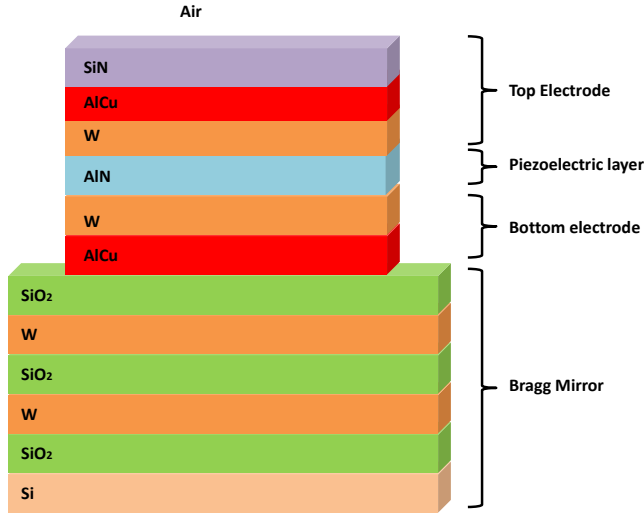 Air
SiN
AlCu
W
AlN
W
AlCu
SiO₂
W
SiO₂
W
SiO₂
Si
Top Electrode
Piezoelectric layer
Bottom electrode
Bragg Mirror